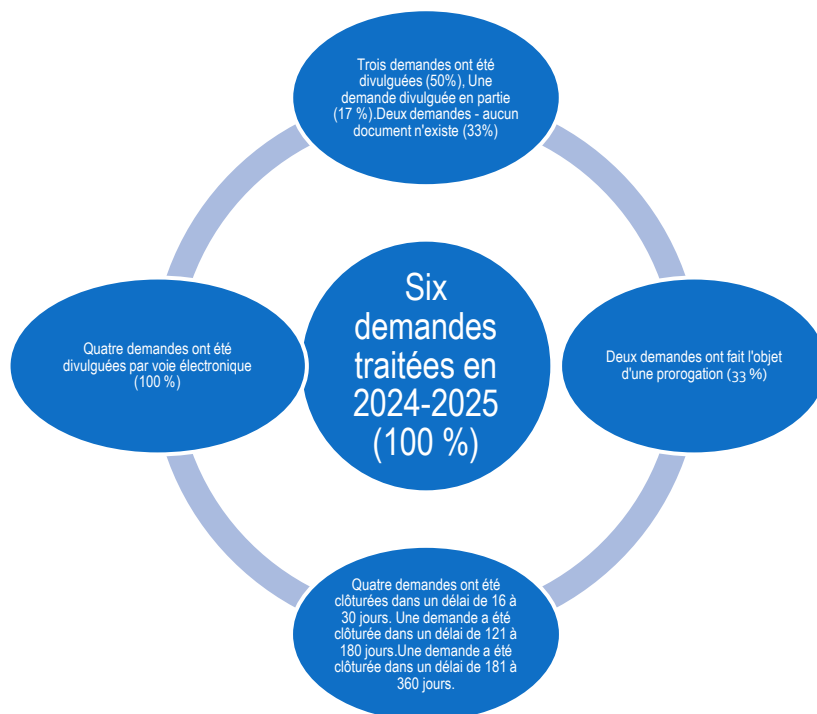 Trois demandes ont été
divulguées (50%), Une
demande divulguée en partie
(17 %).Deux demandes - aucun
document n'existe (33%)
Six
demandes
traitées en
2024-2025
(100 %)
Quatre demandes ont été
divulguées par voie électronique
(100 %)
Deux demandes ont fait l'objet
d'une prorogation (33 %)
Quatre demandes ont été
clôturées dans un délai de 16 à
30 jours. Une demande a été
clôturée dans un délai de 121 à
180 jours.Une demande a été
clôturée dans un délai de 181 à
360 jours.